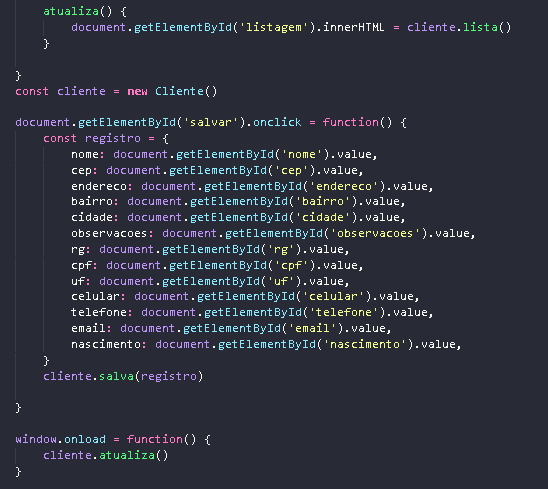 atualiza() {
document.getElementById('listagem').innerHTML = cliente.lista()
}
}
const cliente = new Cliente()
document.getElementById('salvar').onclick = function() {
const registro = {
nome: document.getElementById('nome').value,
cep: document.getElementById('cep').value,
endereco: document.getElementById('endereco').value,
bairro: document.getElementById('bairro').value,
cidade: document.getElementById('cidade').value,
observacoes: document.getElementById('observacoes').value,
rg: document.getElementById('rg').value,
cpf: document.getElementById('cpf').value,
uf: document.getElementById('uf').value,
celular: document.getElementById('celular').value,
telefone: document.getElementById('telefone').value,
email: document.getElementById('email').value,
nascimento: document.getElementById('nascimento').value,
}
cliente.salva(registro)
}
window.onload = function() {
cliente.atualiza()
}